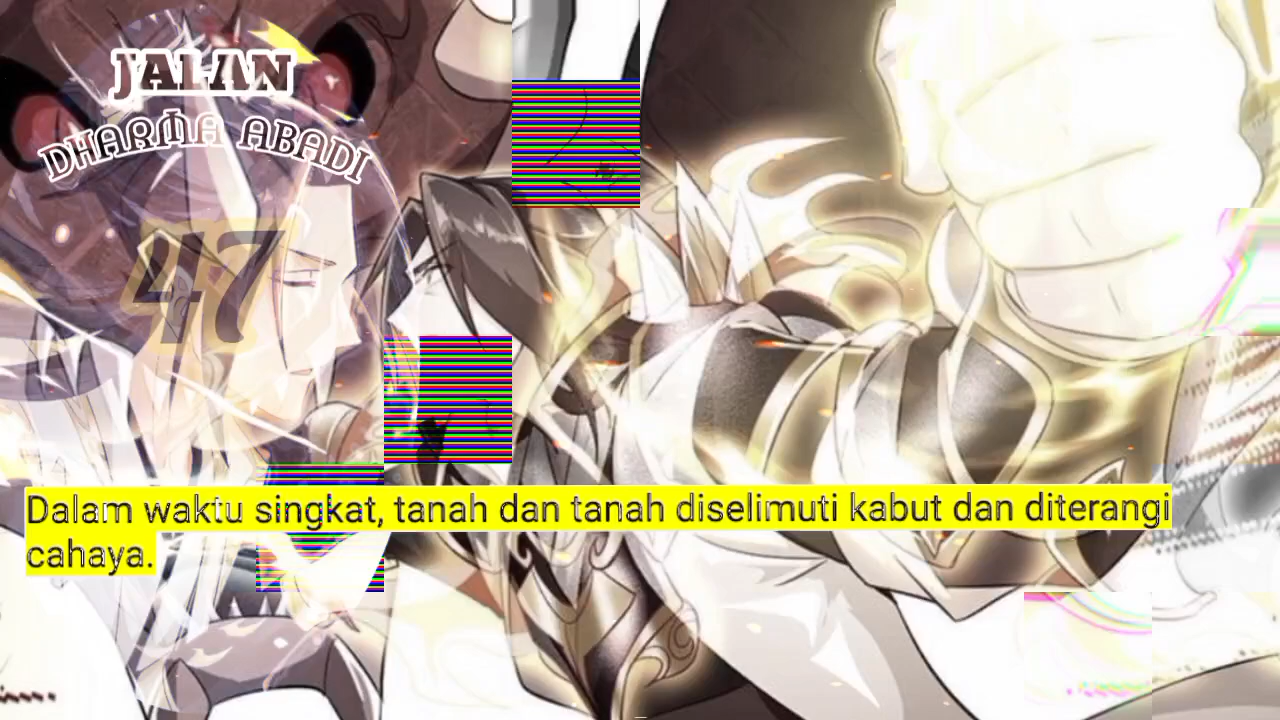 JALAN
DHARMA ABADI
47
Dalam waktu singkat, tanah dan tanah diselimuti kabut dan diterangi
cahaya.